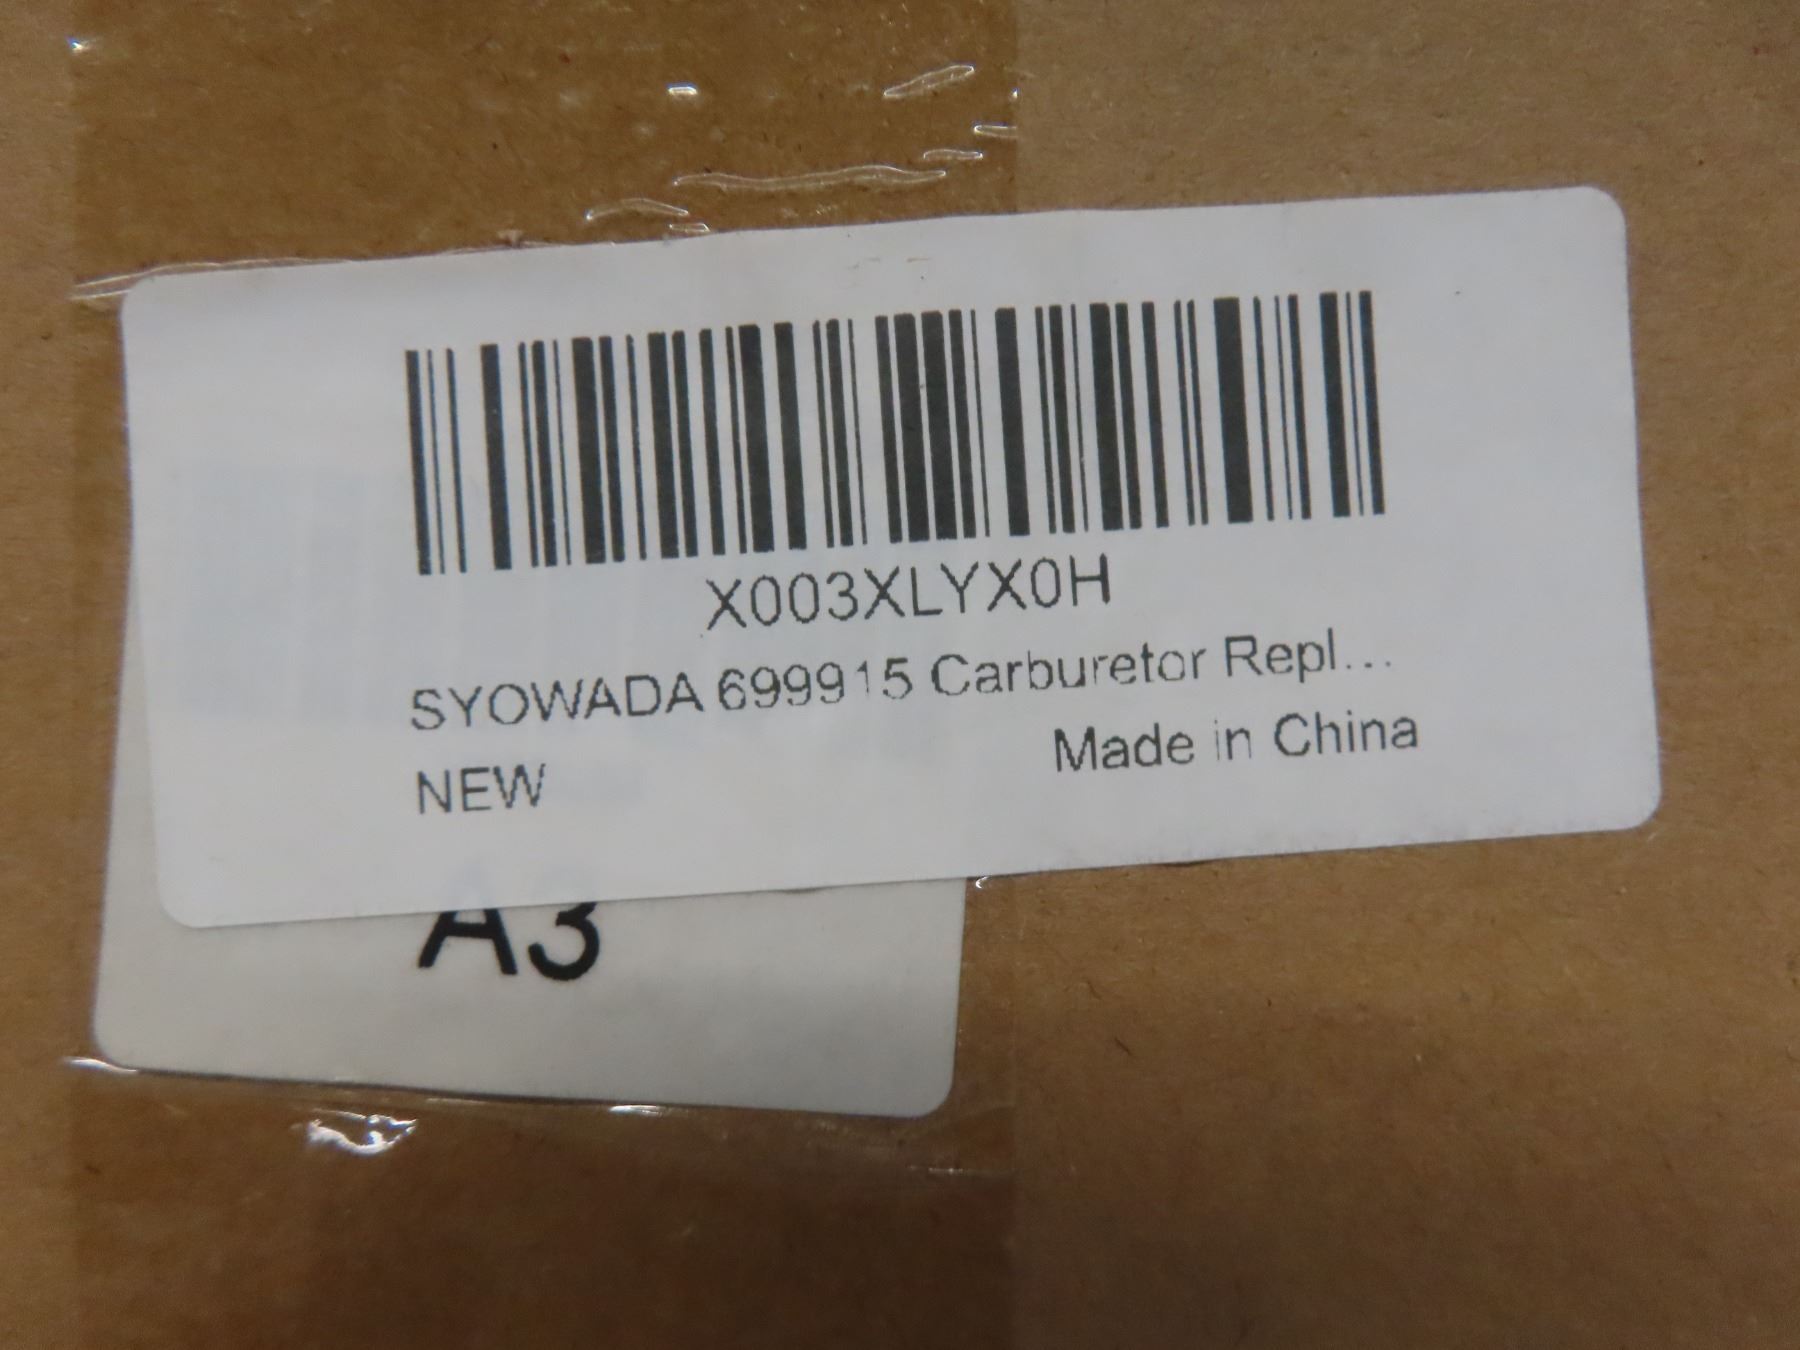 X003XLYX0H
SYOWADA 699915 Carburetor Repl...
NEW
Made in China
A3